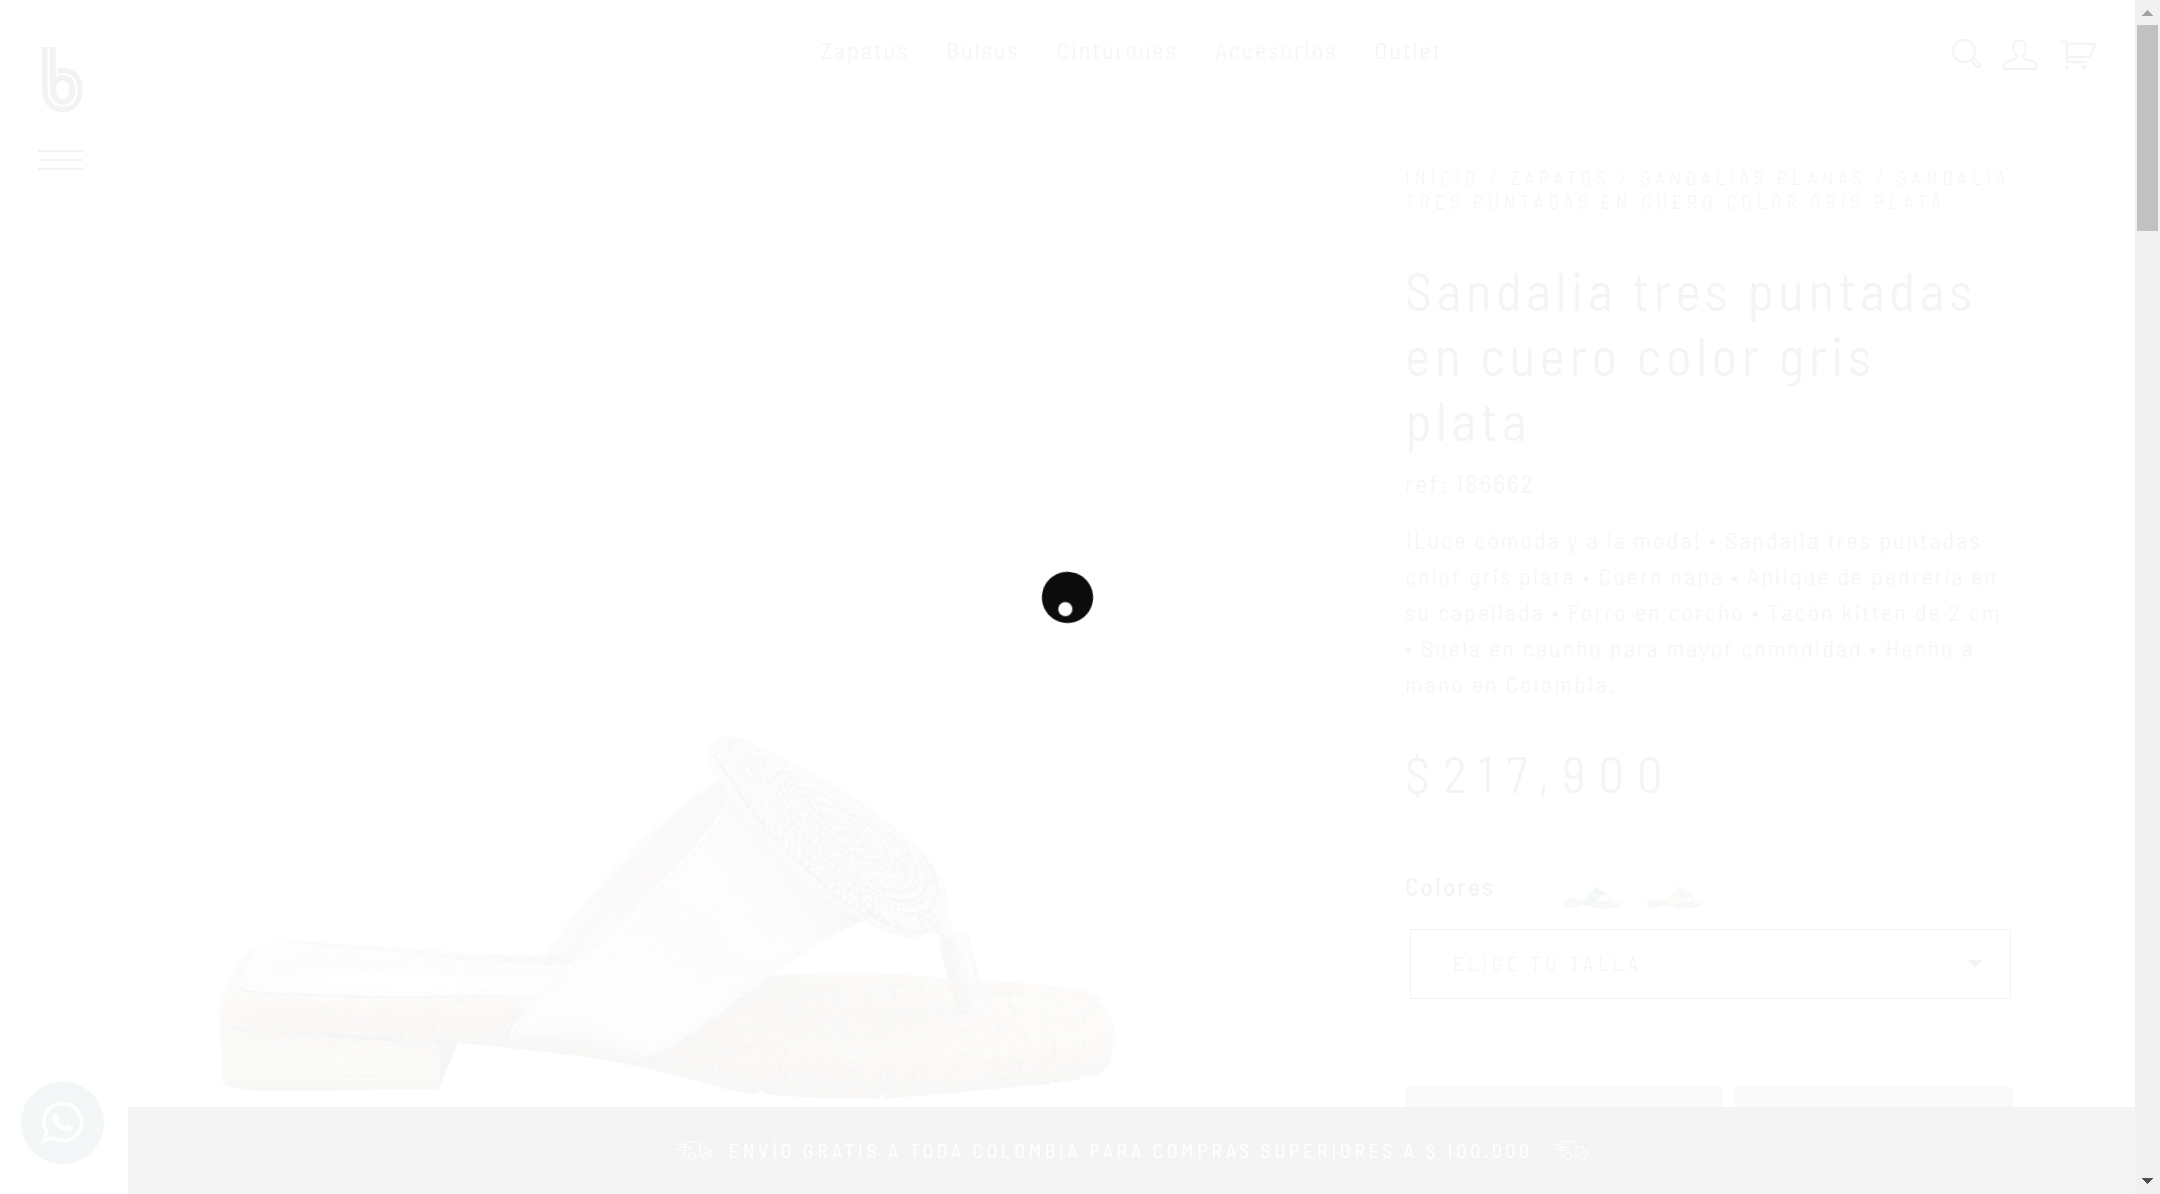 b
Zapatos Bolsos Cinturones Accesorios Outlet
INICIO / ZAPATOS / SANDALIAS PLANAS / SANDALIA
TRES PUNTADAS EN CUERO COLOR GRIS PLATA
Sandalia tres puntadas
en cuero color gris
plata
ref: 186662
¡Luce cómoda y a la moda! • Sandalia tres puntadas
color gris plata • Cuero napa • Aplique de pedrería en
su capellada • Forro en corcho • Tacón kitten de 2 cm
• Suela en caucho para mayor comodidad • Hecho a
mano en Colombia.
$217,900
Colores
ELIGE TU TALLA
ENVÍO GRATIS A TODA COLOMBIA PARA COMPRAS SUPERIORES A $ 100.000